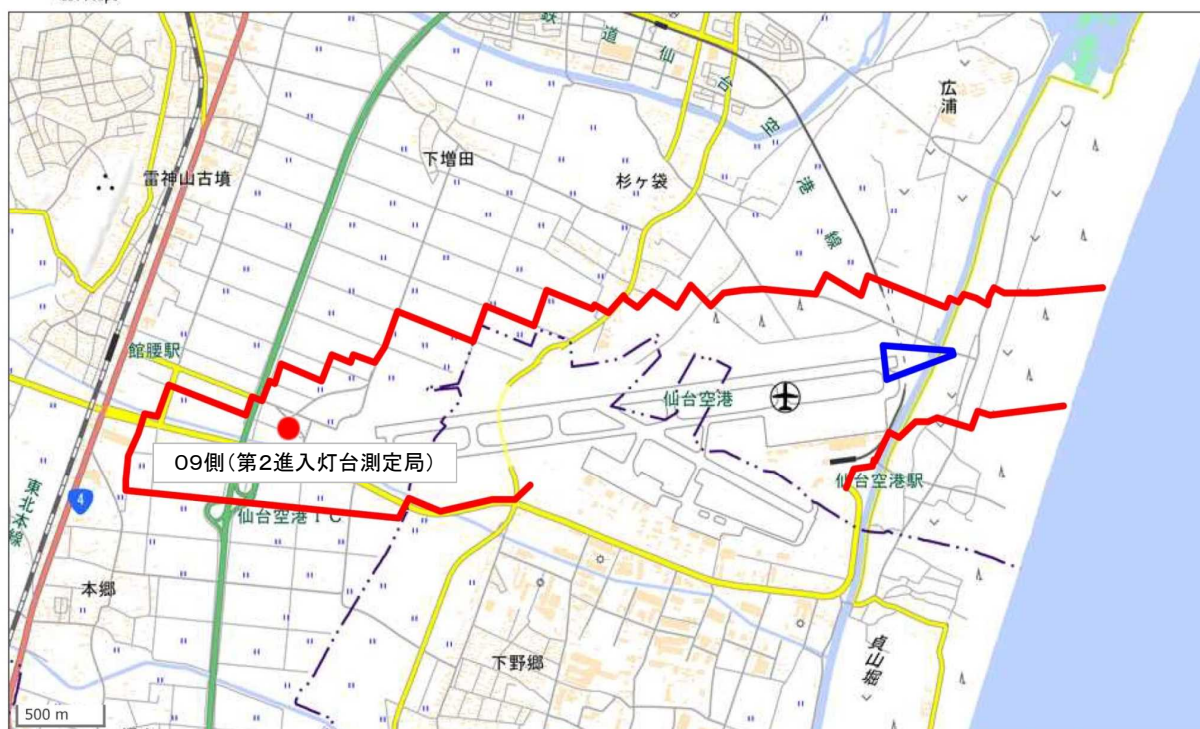 鉄道仙台空港線
広浦
下増田
雷神山古墳
杉ヶ袋
館腰駅
仙台空港
09側(第2進入灯台測定局)
仙台空港駅
東北本線
4
仙台空港IC
本郷
下野郷
貞山堀
500 m